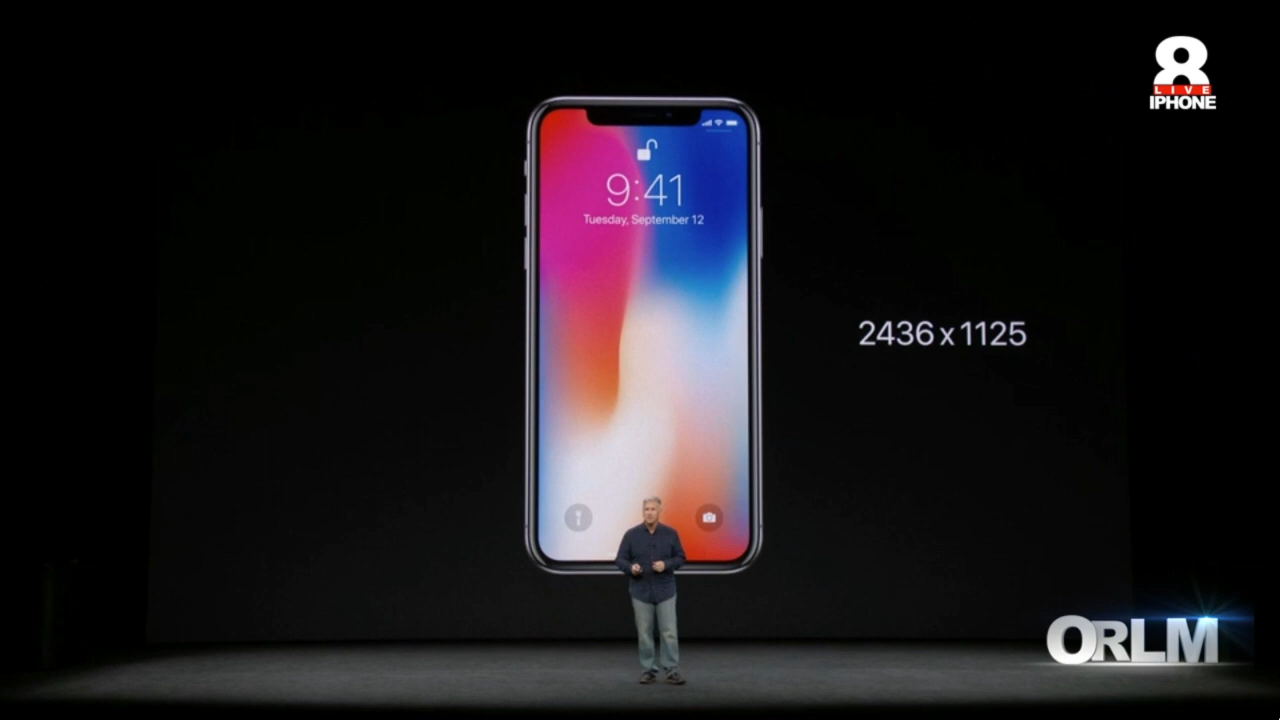 8
LIVE
IPHONE
9:41
Tuesday, September 12
2436 x 1125
ORLM